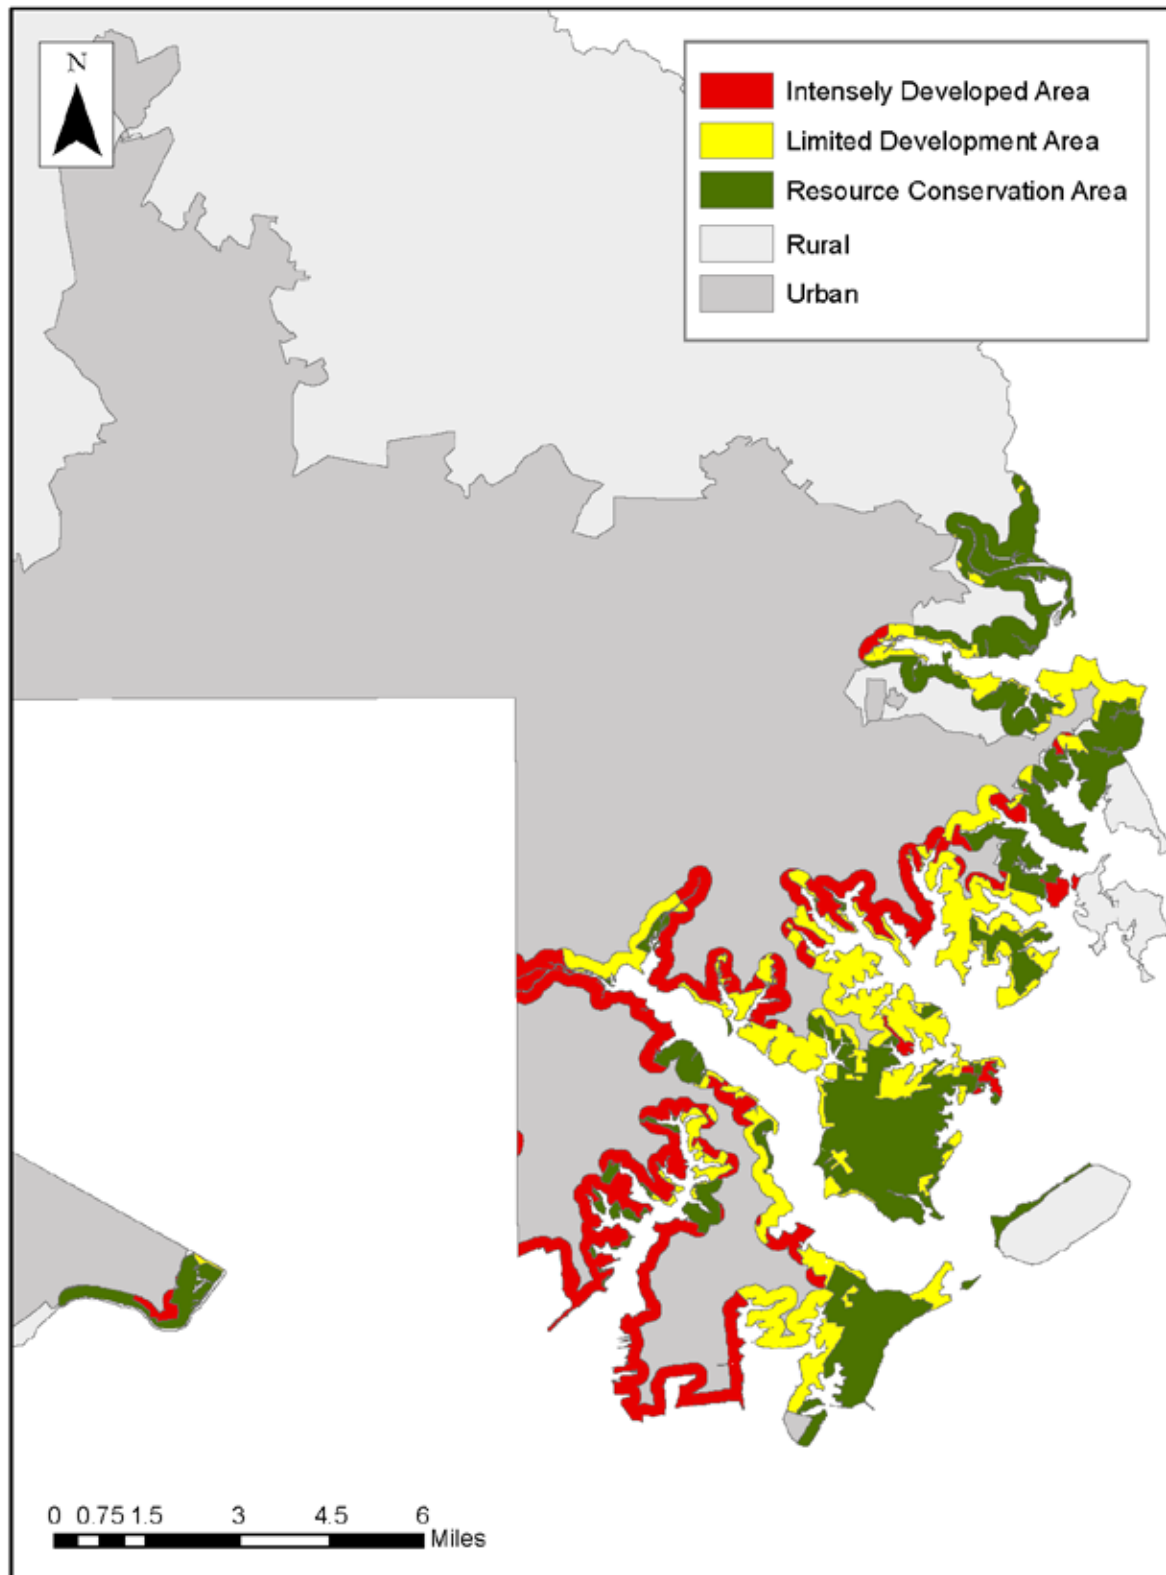 N
Intensely Developed Area
Limited Development Area
Resource Conservation Area
Rural
Urban
0 0.75 1.5 3 4.5 6
Miles